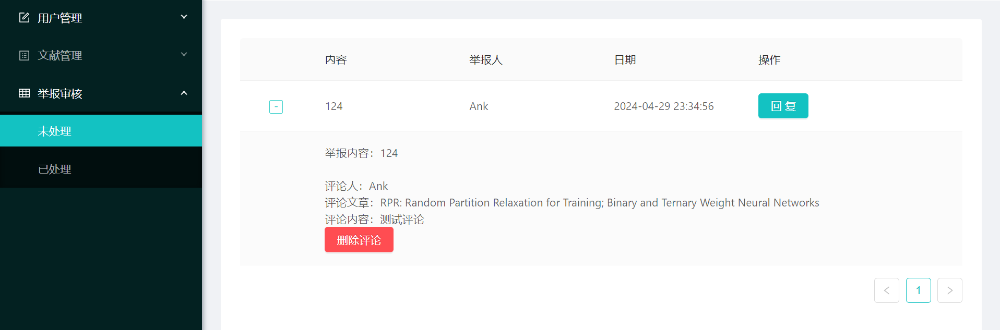 用户管理
文献管理
举报审核
未处理
已处理
内容 举报人 日期 操作
- 124 Ank 2024-04-29 23:34:56 回复
举报内容：124
评论人：Ank
评论文章：RPR: Random Partition Relaxation for Training; Binary and Ternary Weight Neural Networks
评论内容：测试评论
删除评论
< 1 >